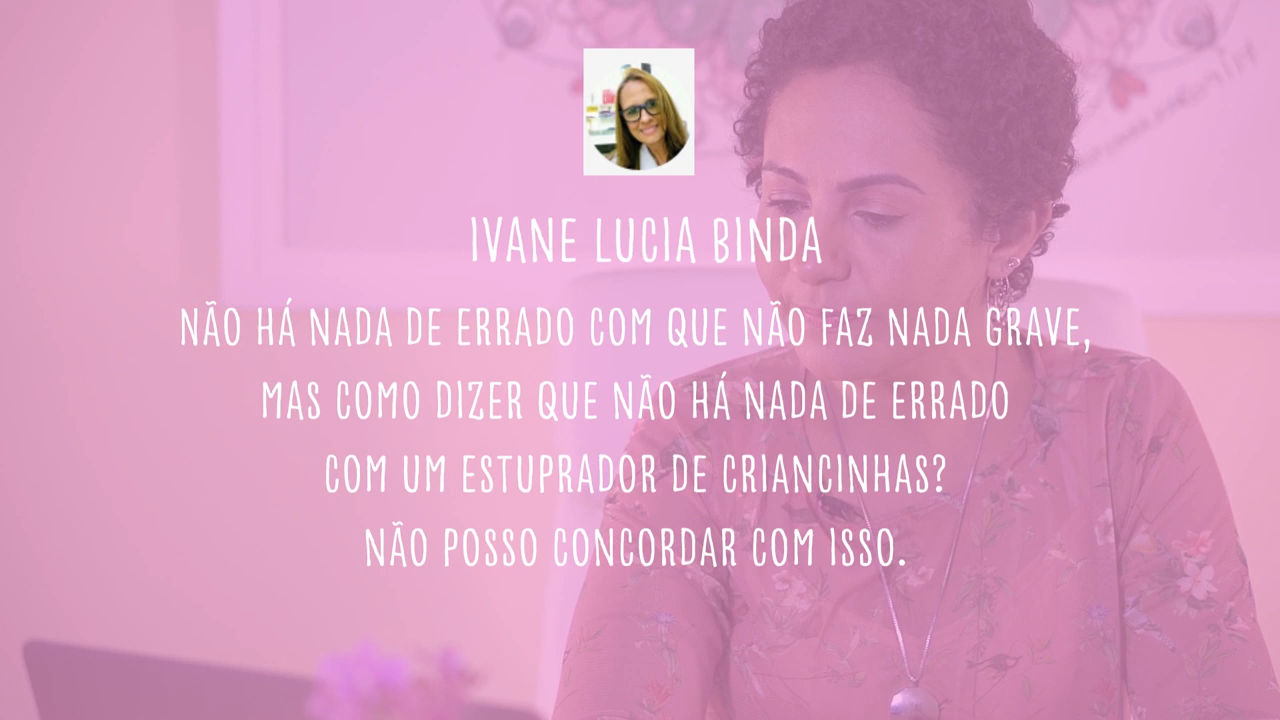 IVANE LUCIA BINDA
NÃO HÁ NADA DE ERRADO COM QUE NÃO FAZ NADA GRAVE,
MAS COMO DIZER QUE NÃO HÁ NADA DE ERRADO
COM UM ESTUPRADOR DE CRIANCINHAS?
NÃO POSSO CONCORDAR COM ISSO.